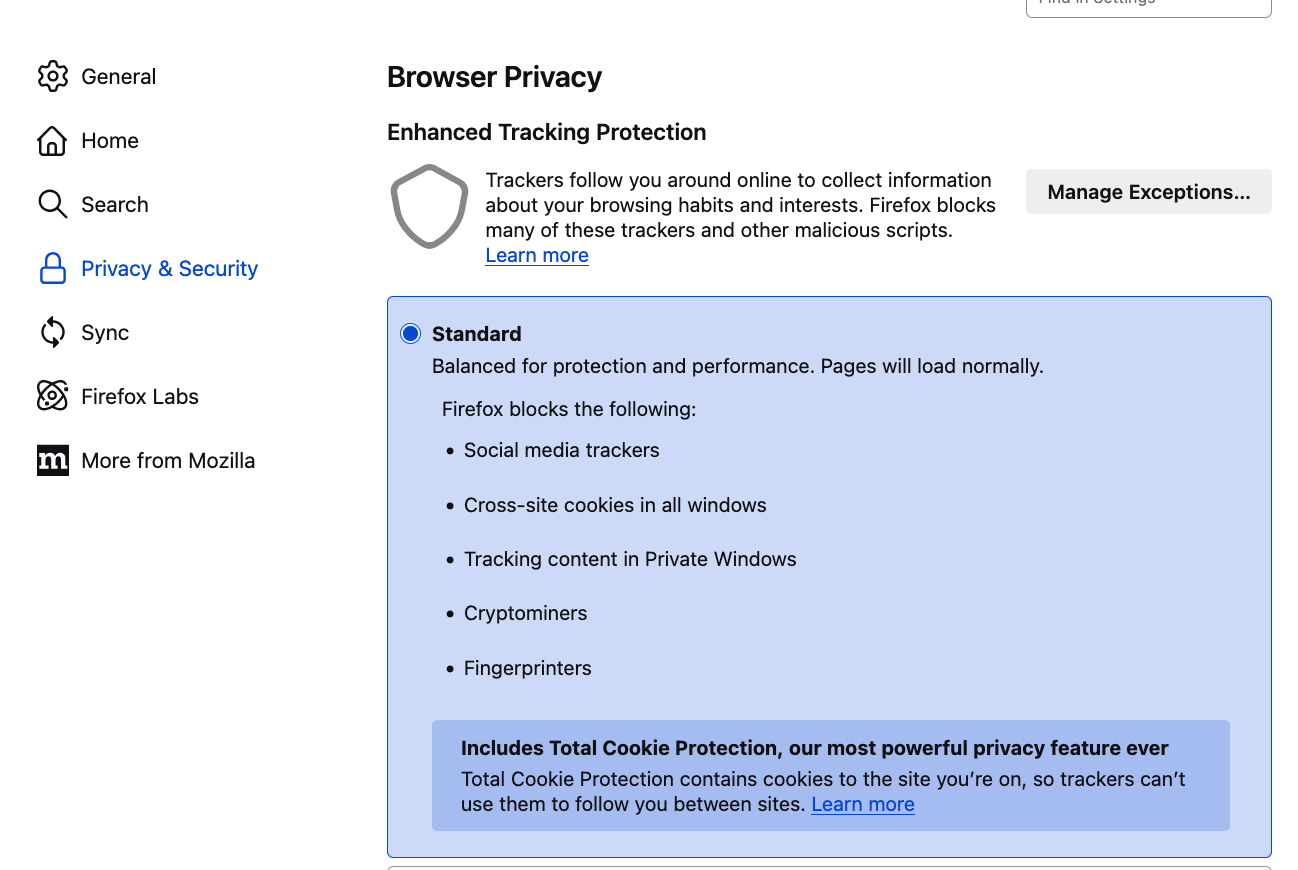 Find in Settings
General
Home
Search
Privacy & Security
Sync
Firefox Labs
m
More from Mozilla
Browser Privacy
Enhanced Tracking Protection
Trackers follow you around online to collect information
about your browsing habits and interests. Firefox blocks
many of these trackers and other malicious scripts.
Learn more
Manage Exceptions...
Standard
Balanced for protection and performance. Pages will load normally.
Firefox blocks the following:
• Social media trackers
• Cross-site cookies in all windows
• Tracking content in Private Windows
• Cryptominers
• Fingerprinters
Includes Total Cookie Protection, our most powerful privacy feature ever
Total Cookie Protection contains cookies to the site you’re on, so trackers can’t
use them to follow you between sites. Learn more